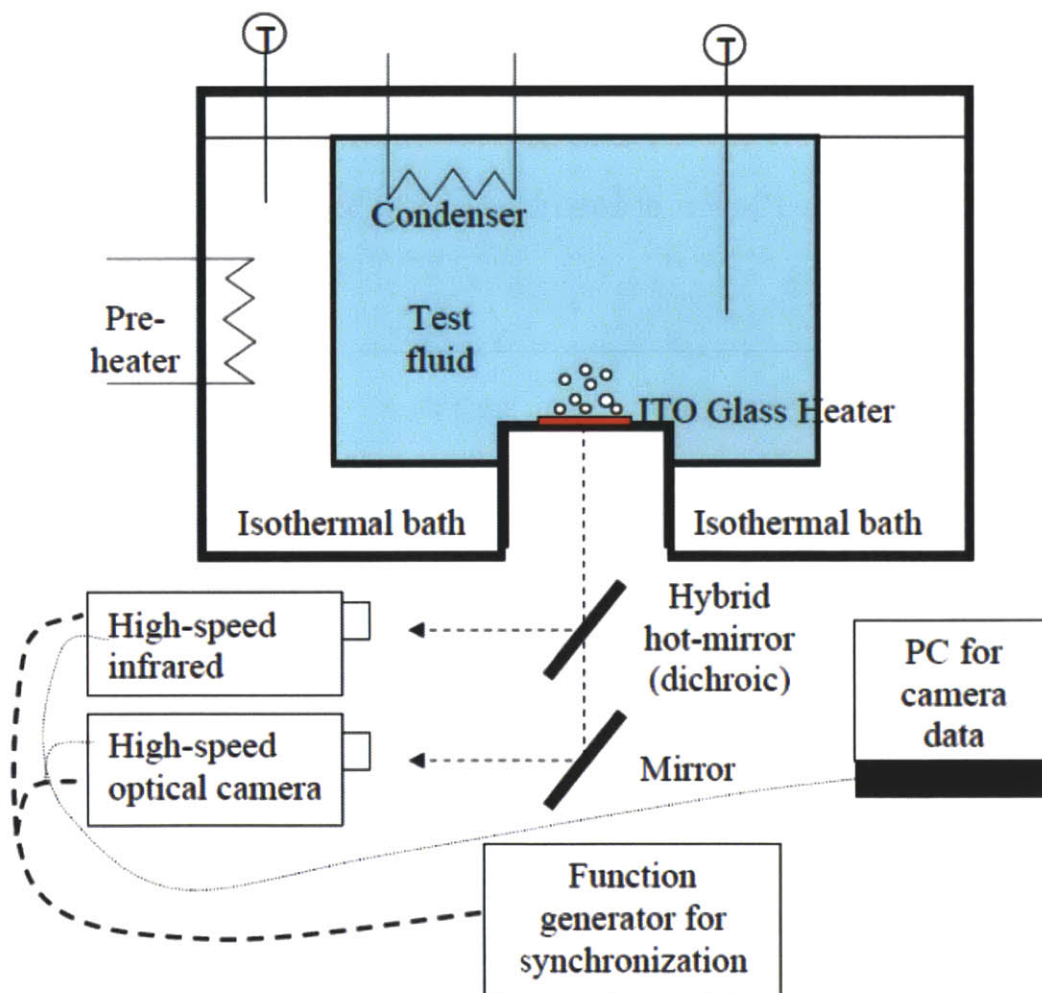 T
T
Condenser
Pre-
heater
Test
fluid
ITO Glass Heater
Isothermal bath
Isothermal bath
High-speed
infrared
Hybrid
hot-mirror
(dichroic)
PC for
camera
data
High-speed
optical camera
Mirror
Function
generator for
synchronization